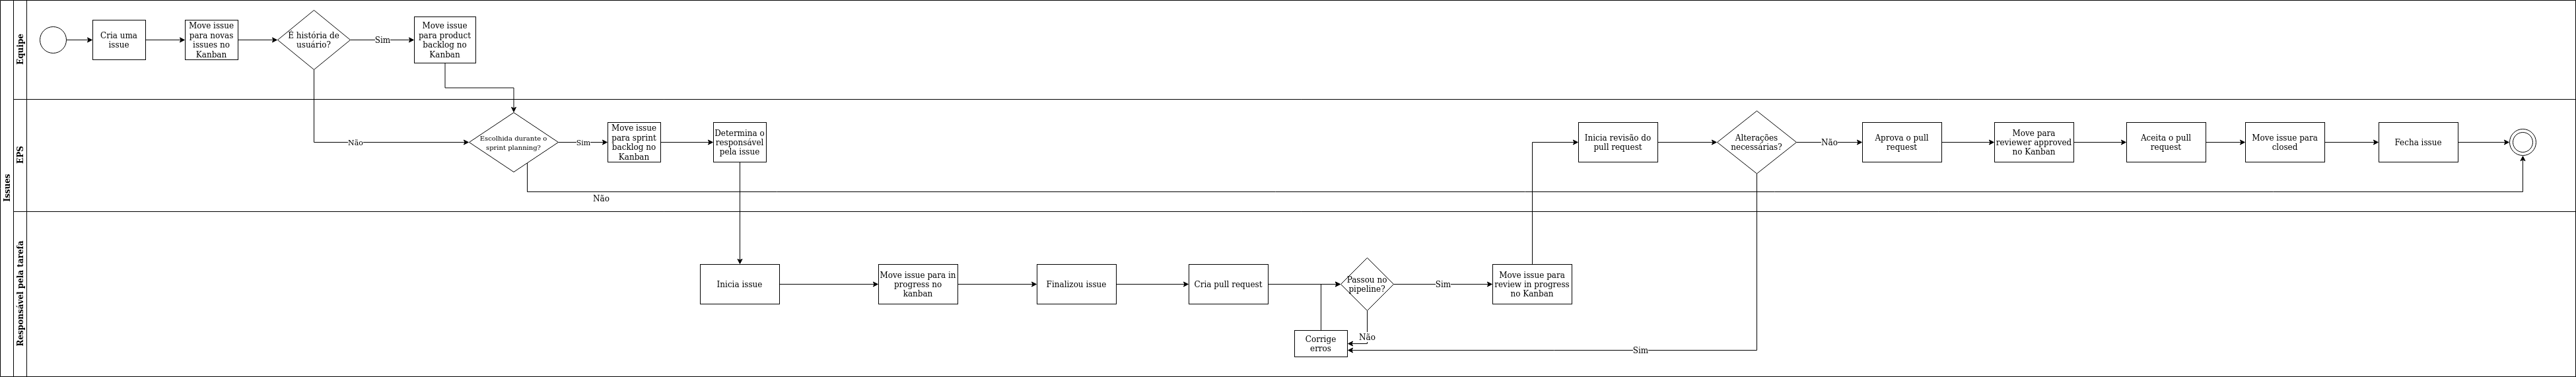 Issues
Equipe
Cria uma
issue
Move issue
para novas
issues no
Kanban
É história de
usuário?
Sim
Move issue
para product
backlog no
Kanban
Não
EPS
Escolhida durante o
sprint planning?
Sim
Move issue
para sprint
backlog no
Kanban
Determina o
responsável
pela issue
Não
Inicia revisão do
pull request
Alterações
necessárias?
Não
Aprova o pull
request
Move para
reviewer approved
no Kanban
Aceita o pull
request
Move issue para
closed
Fecha issue
Responsável pela tarefa
Inicia issue
Move issue para in
progress no
kanban
Finalizou issue
Cria pull request
Passou no
pipeline?
Sim
Move issue para
review in progress
no Kanban
Não
Corrige
erros
Sim